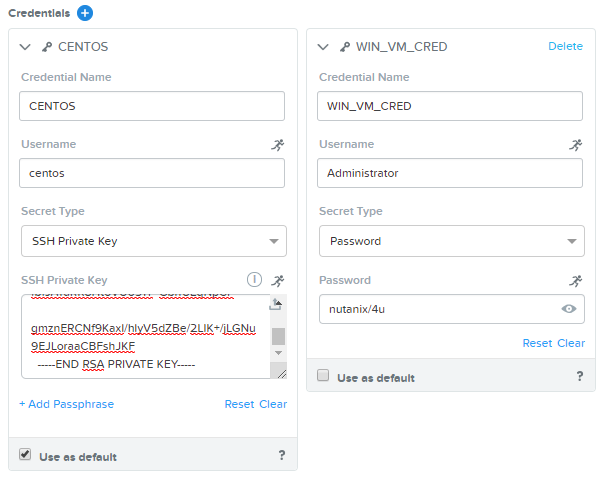 Credentials
CENTOS
Credential Name
CENTOS
Username
centos
Secret Type
SSH Private Key
SSH Private Key
gmznERCNf9KaxI/hlyV5dZBe/2LIK+/jLGNu
9EJLoraaCBFshJKF
-----END RSA PRIVATE KEY-----
+ Add Passphrase
Reset Clear
Use as default ?
WIN_VM_CRED Delete
Credential Name
WIN_VM_CRED
Username
Administrator
Secret Type
Password
Password
nutanix/4u
Reset Clear
Use as default ?